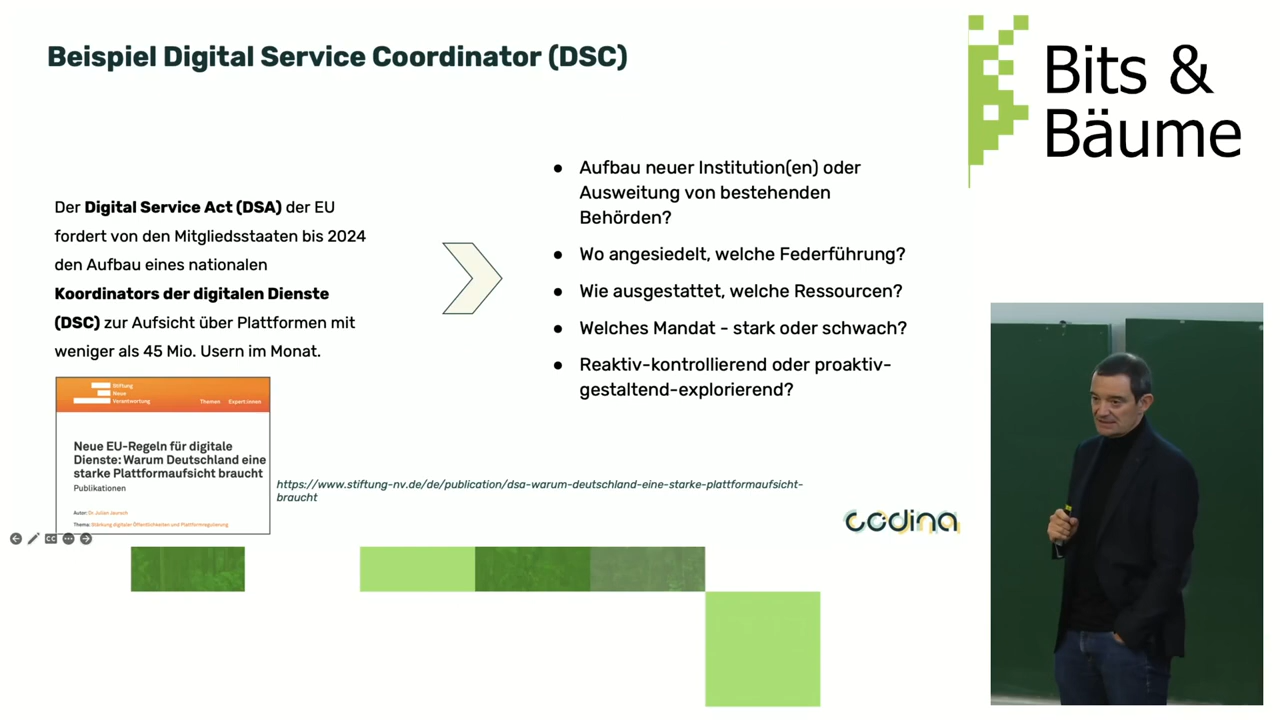 Beispiel Digital Service Coordinator (DSC)
Bits &
Bäume
Der Digital Service Act (DSA) der EU
fordert von den Mitgliedsstaaten bis 2024
den Aufbau eines nationalen
Koordinators der digitalen Dienste
(DSC) zur Aufsicht über Plattformen mit
weniger als 45 Mio. Usern im Monat.
● Aufbau neuer Institution(en) oder
Ausweitung von bestehenden
Behörden?
● Wo angesiedelt, welche Federführung?
● Wie ausgestattet, welche Ressourcen?
● Welches Mandat - stark oder schwach?
● Reaktiv-kontrollierend oder proaktiv-
gestaltend-explorierend?
Stiftung
Neue
Verantwortung
Themen Expert:innen
Neue EU-Regeln für digitale
Dienste: Warum Deutschland eine
starke Plattformaufsicht braucht
Publikationen
Autor: Dr. Julian Jaursch
Thema: Stärkung digitaler Öffentlichkeiten und Plattformregulierung
https://www.stiftung-nv.de/de/publication/dsa-warum-deutschland-eine-starke-plattformaufsicht-
braucht
codina
CC